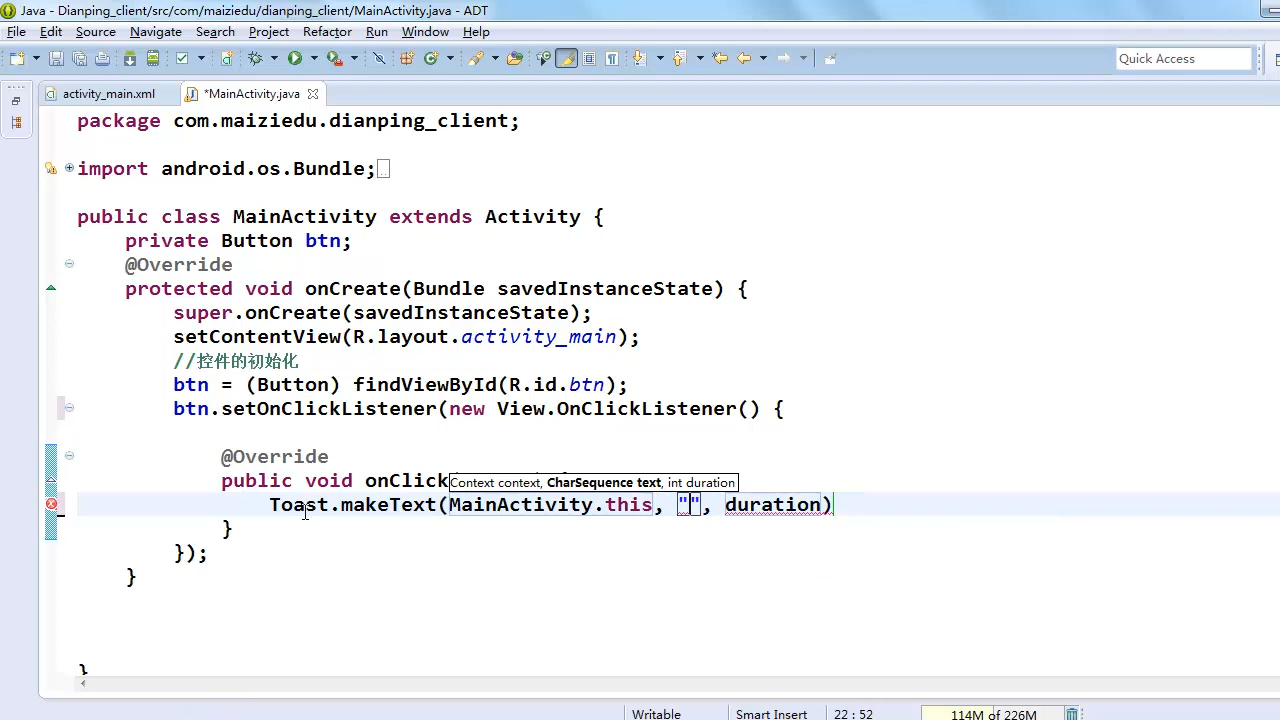 Java - Dianping_client/src/com/maiziedu/dianping_client/MainActivity.java - ADT
File Edit Source Navigate Search Project Refactor Run Window Help
Quick Access
activity_main.xml *MainActivity.java
package com.maiziedu.dianping_client;
import android.os.Bundle;
public class MainActivity extends Activity {
private Button btn;
@Override
protected void onCreate(Bundle savedInstanceState) {
super.onCreate(savedInstanceState);
setContentView(R.layout.activity_main);
//控件的初始化
btn = (Button) findViewById(R.id.btn);
btn.setOnClickListener(new View.OnClickListener() {
@Override
public void onClick
Context context, CharSequence text, int duration
Toast.makeText(MainActivity.this, "", duration)
}
});
}
}
Writable Smart Insert 22 : 52 114M of 226M